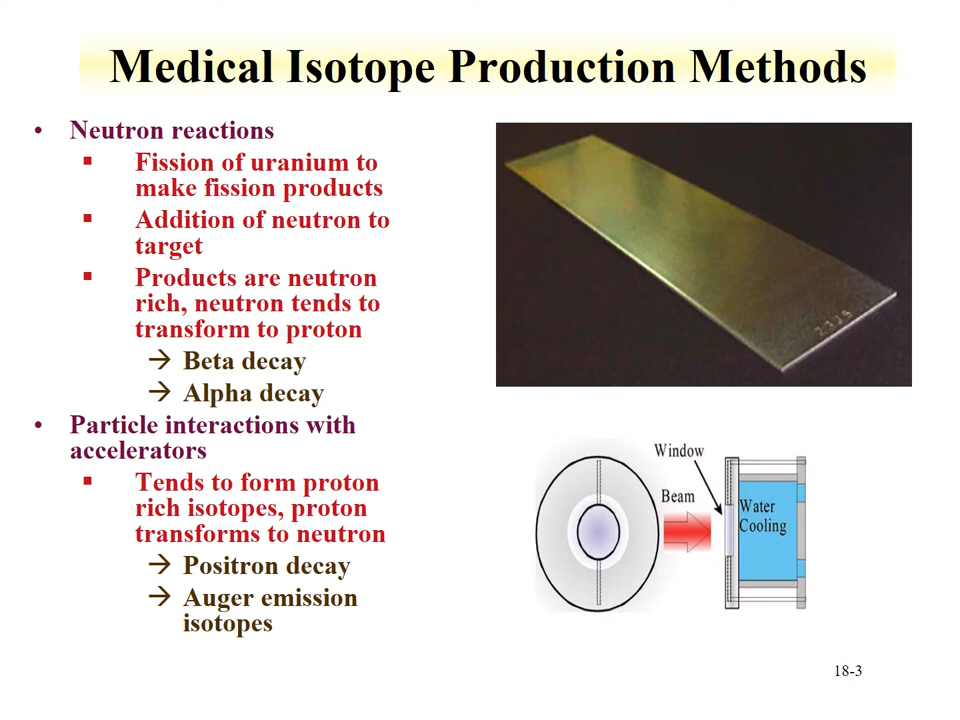 Medical Isotope Production Methods
• Neutron reactions
▪ Fission of uranium to
make fission products
▪ Addition of neutron to
target
▪ Products are neutron
rich, neutron tends to
transform to proton
→ Beta decay
→ Alpha decay
• Particle interactions with
accelerators
▪ Tends to form proton
rich isotopes, proton
transforms to neutron
→ Positron decay
→ Auger emission
isotopes
Window
Beam
Water
Cooling
18-3